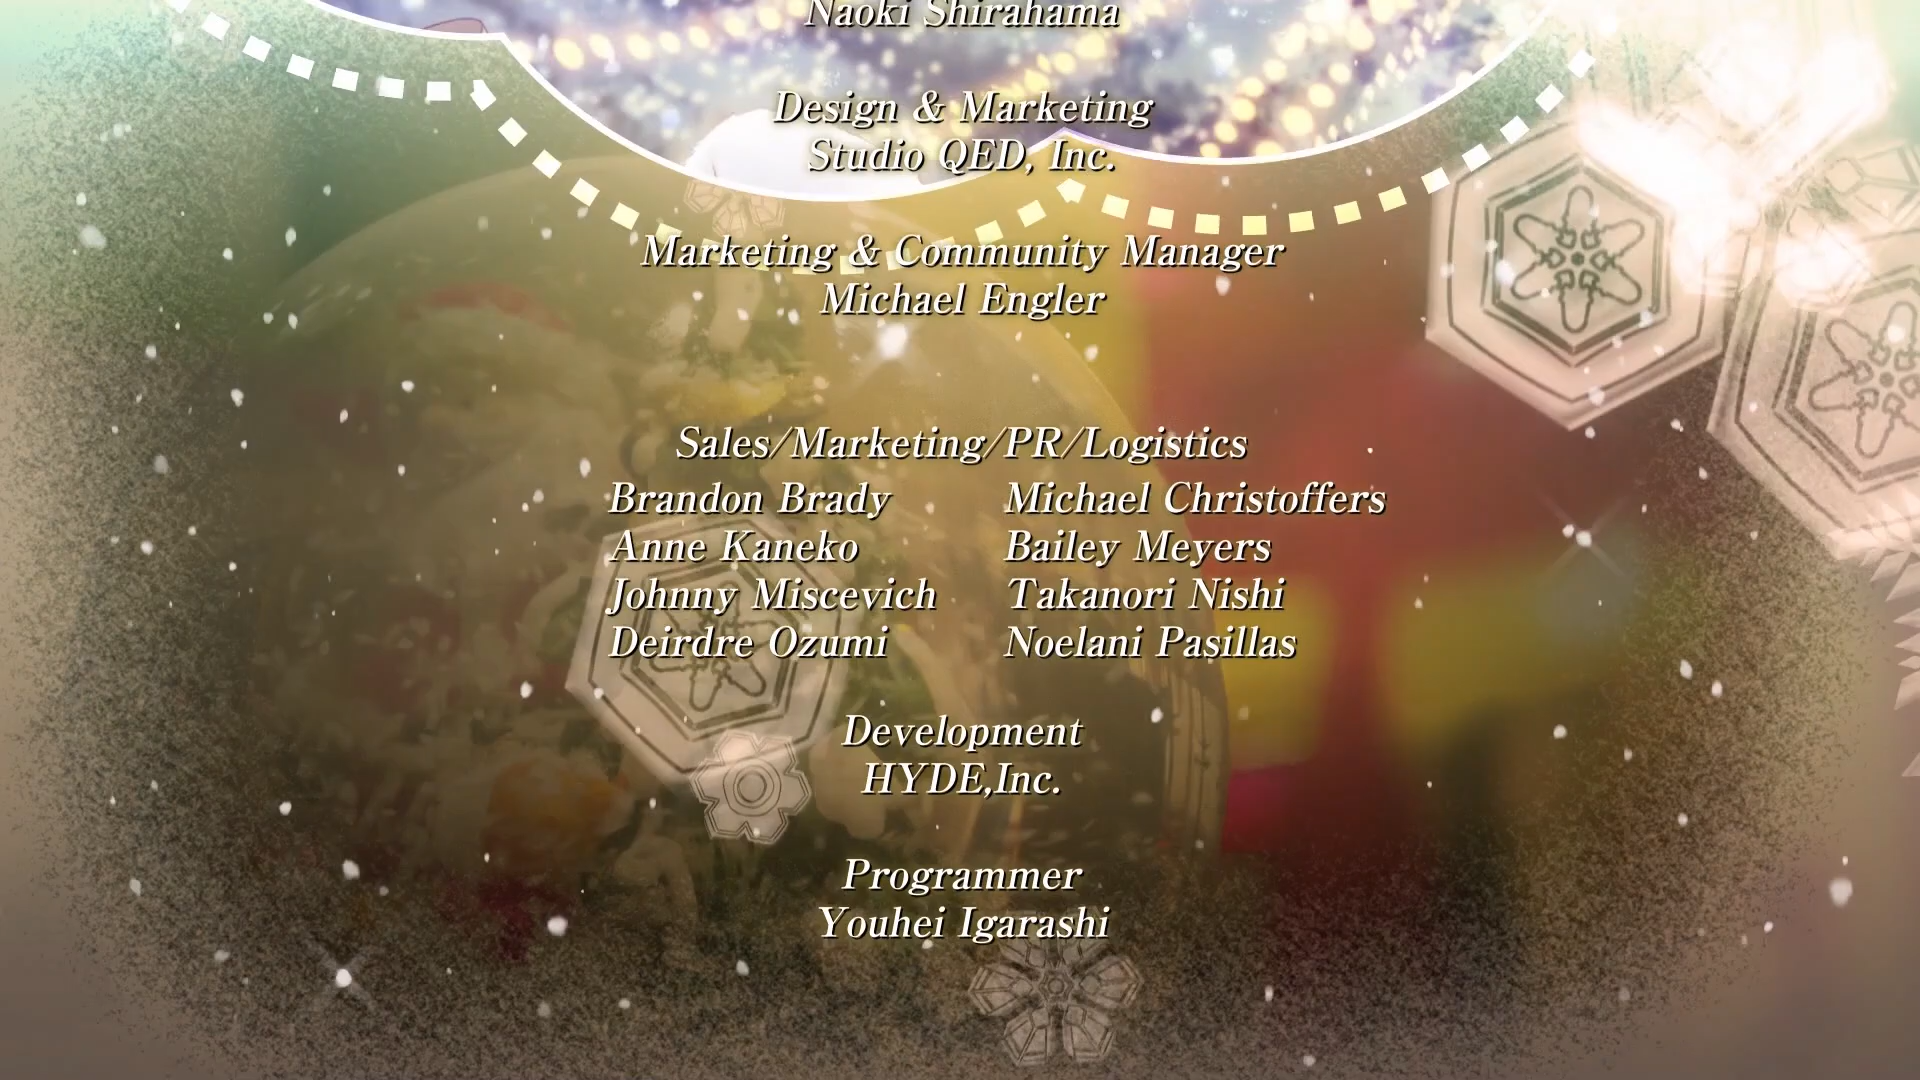 Naoki Shirahama
Design & Marketing
Studio QED, Inc.
Marketing & Community Manager
Michael Engler
Sales/Marketing/PR/Logistics
Brandon Brady Michael Christoffers
Anne Kaneko Bailey Meyers
Johnny Miscevich Takanori Nishi
Deirdre Ozumi Noelani Pasillas
Development
HYDE,Inc.
Programmer
Youhei Igarashi